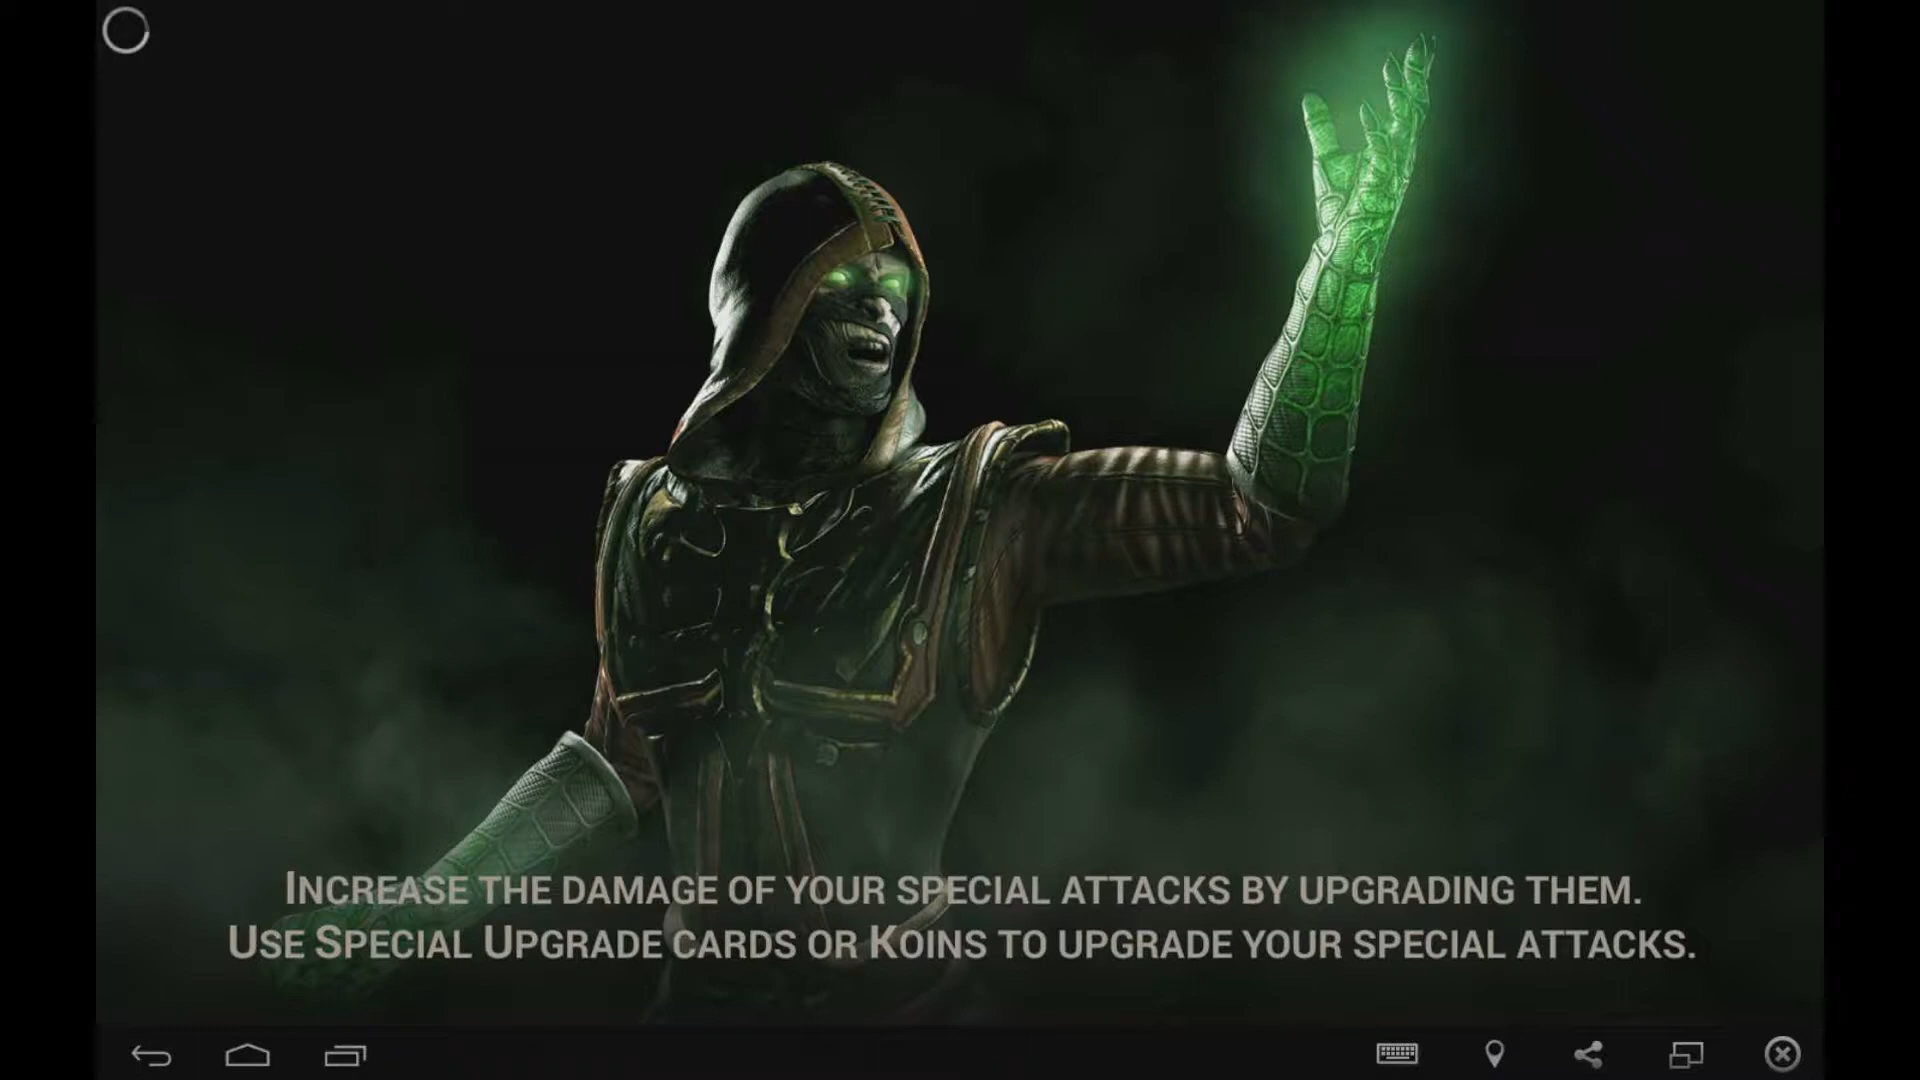 Increase the damage of your special attacks by upgrading them.
Use Special Upgrade cards or Koins to upgrade your special attacks.